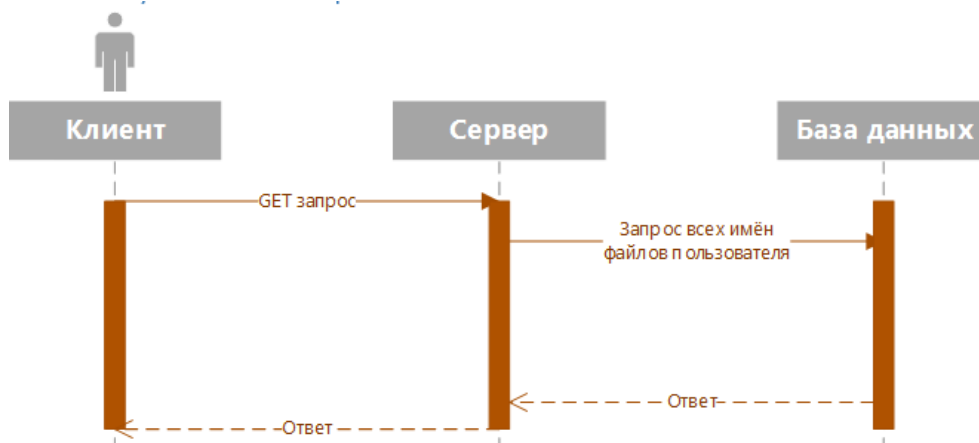 Клиент
Сервер
База данных
GET запрос
Запрос всех имён
файлов пользователя
Ответ
Ответ